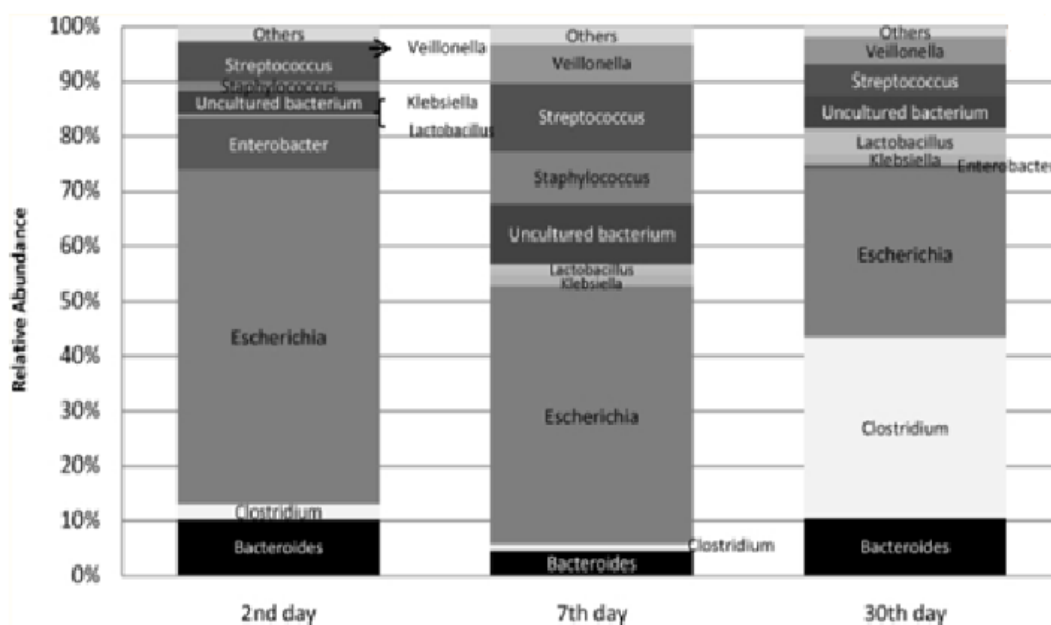 Relative Abundance
100%
90%
80%
70%
60%
50%
40%
30%
20%
10%
0%
Others
Veillonella
Streptococcus
Staphylococcus
Uncultured bacterium
Klebsiella
Lactobacillus
Enterobacter
Escherichia
Clostridium
Bacteroides
Others
Veillonella
Streptococcus
Staphylococcus
Uncultured bacterium
Lactobacillus
Klebsiella
Escherichia
Clostridium
Bacteroides
Others
Veillonella
Streptococcus
Uncultured bacterium
Lactobacillus
Klebsiella
Enterobacter
Escherichia
Clostridium
Bacteroides
2nd day
7th day
30th day